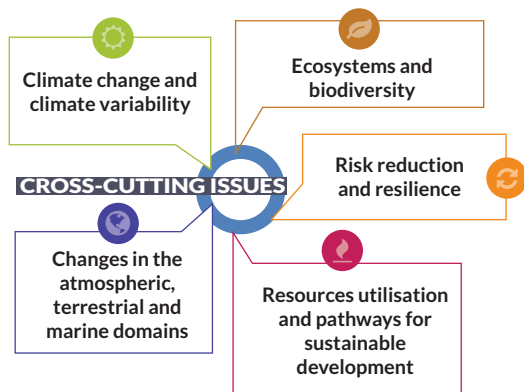 Climate change and
climate variability
Ecosystems and
biodiversity
CROSS-CUTTING ISSUES
Risk reduction
and resilience
Changes in the
atmospheric,
terrestrial and
marine domains
Resources utilisation
and pathways for
sustainable
development